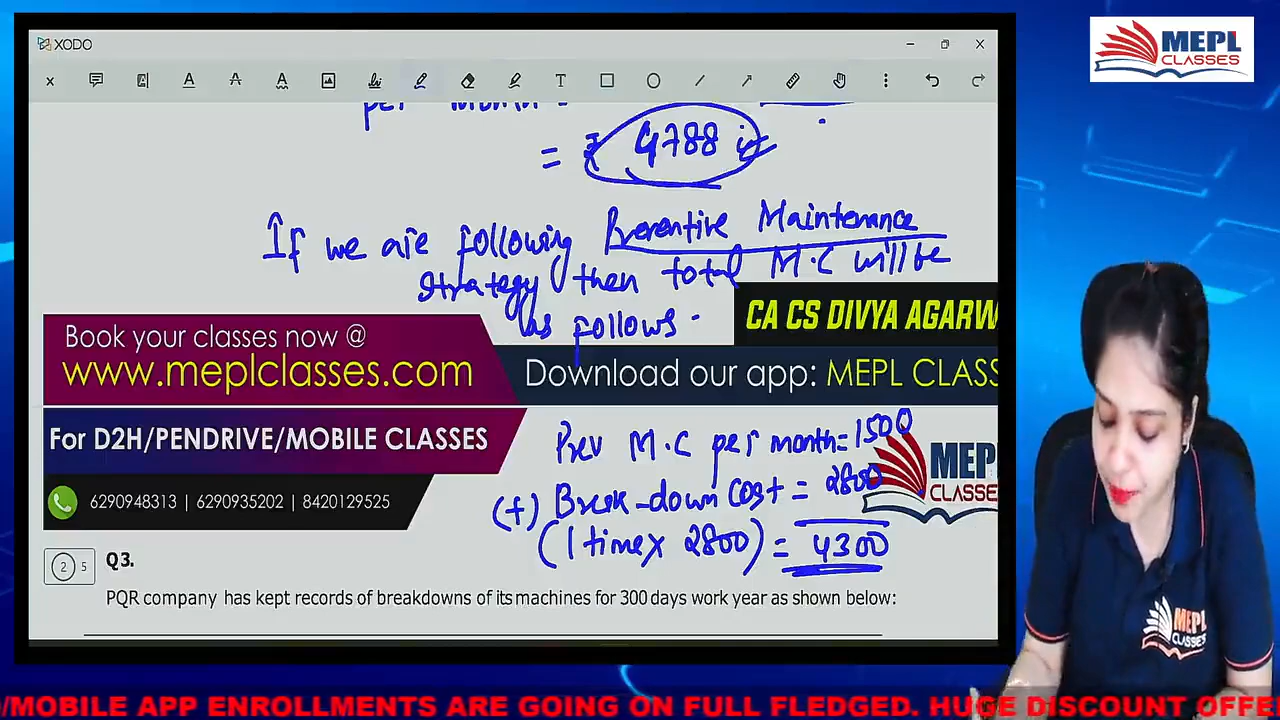 XODO
MEPL
CLASSES
per month =
= ₹ 4788
If we are following Preventive Maintenance
strategy then total M.C will be
as follows
CA CS DIVYA AGARW
Book your classes now @
www.meplclasses.com
Download our app: MEPL CLASS
For D2H/PENDRIVE/MOBILE CLASSES
6290948313 | 6290935202 | 8420129525
Prev M.C per month = 1500
(+) Break-down Cost = 2800
(1 time x 2800) = 4300
MEP
CLASSES
2 5
Q3.
PQR company has kept records of breakdowns of its machines for 300 days work year as shown below:
MEPL
CLASSES
D/MOBILE APP ENROLLMENTS ARE GOING ON FULL FLEDGED. HUGE DISCOUNT OFFE